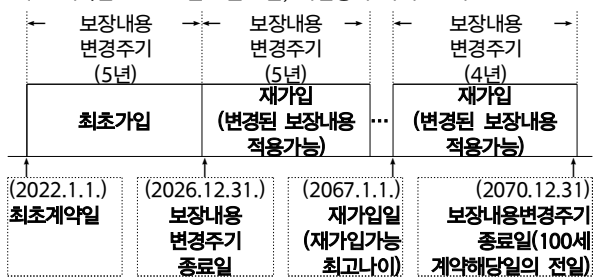 보장내용 변경주기 (5년)
보장내용 변경주기 (5년)
보장내용 변경주기 (4년)
최초가입
재가입
(변경된 보장내용
적용가능)
...
재가입
(변경된 보장내용
적용가능)
(2022.1.1.)
최초계약일
(2026.12.31.)
보장내용
변경주기
종료일
(2067.1.1.)
재가입일
(재가입가능
최고나이)
(2070.12.31)
보장내용변경주기
종료일(100세
계약해당일의 전일)